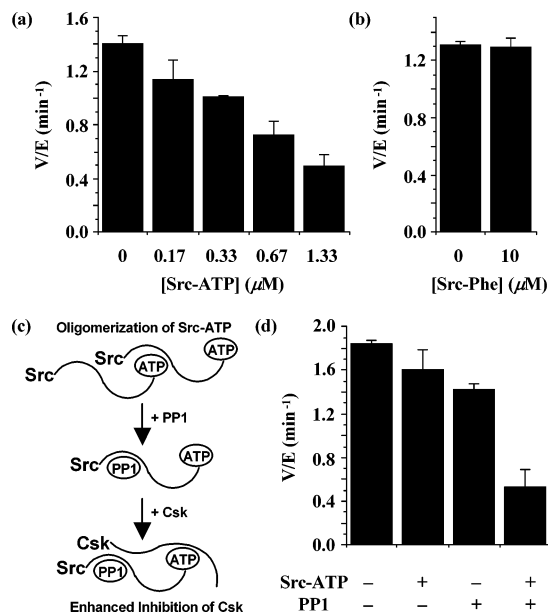 (a)
V/E (min⁻¹)
1.6
1.2
0.8
0.4
0.0
0 0.17 0.33 0.67 1.33
[Src-ATP] (μM)
(b)
V/E (min⁻¹)
1.6
1.2
0.8
0.4
0.0
0 10
[Src-Phe] (μM)
(c)
Oligomerization of Src-ATP
Src
Src
ATP
ATP
+ PP1
Src
PP1
ATP
+ Csk
Csk
Src
PP1
ATP
Enhanced Inhibition of Csk
(d)
V/E (min⁻¹)
2.0
1.6
1.2
0.8
0.4
0.0
Src-ATP – + – +
PP1 – – + +